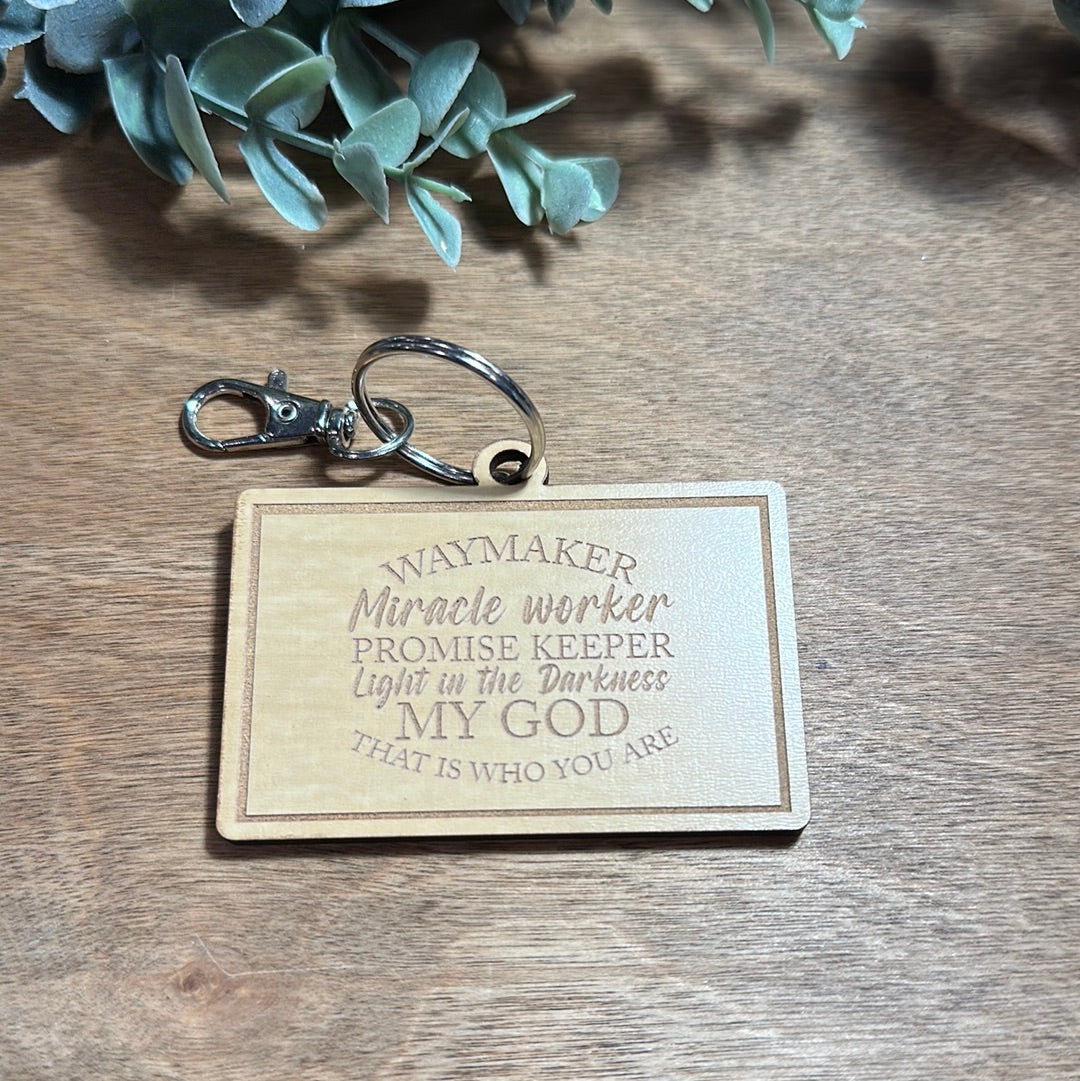 WAYMAKER
Miracle worker
PROMISE KEEPER
Light in the Darkness
MY GOD
THAT IS WHO YOU ARE